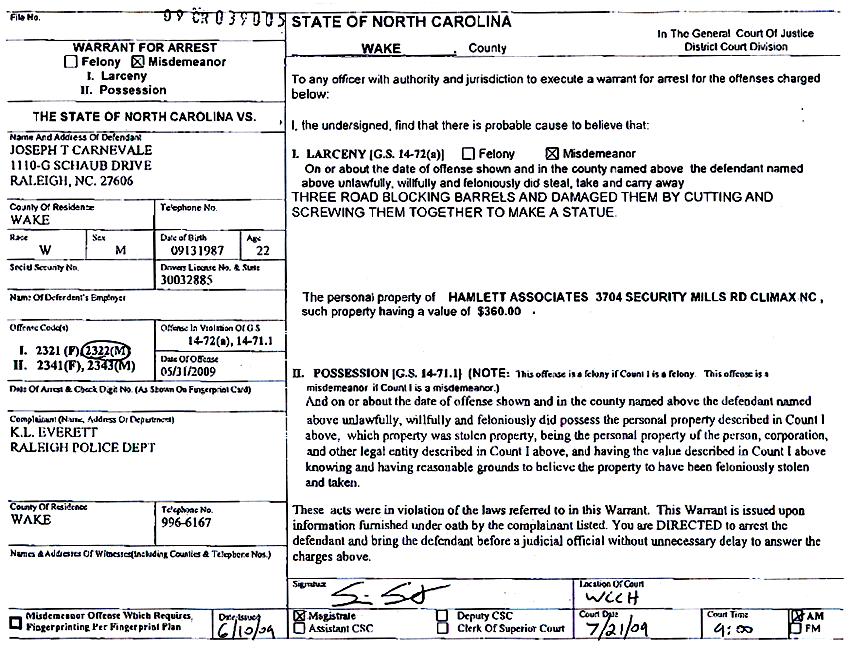 File No.
09 CR 039005
WARRANT FOR ARREST
Felony Misdemeanor
I. Larceny
II. Possession
THE STATE OF NORTH CAROLINA VS.
Name And Address Of Defendant
JOSEPH T CARNEVALE
1110-G SCHAUB DRIVE
RALEIGH, NC. 27606
County Of Residence Telephone No.
WAKE
Race Sex Date of Birth Age
W M 09131987 22
Social Security No. Drivers License No. & State
30032885
Name Of Deferdent's Employer
Offense Code(s) Offense In Violation Of G.S
14-72(a), 14-71.1
I. 2321 (F), 2322(M)
II. 2341(F), 2343(M)
Date Of Offense
05/31/2009
Date Of Arrest & Check Digit No. (As Shown On Fingerprint Card)
Complainant (Name, Address Or Department)
K.L. EVERETT
RALEIGH POLICE DEPT
County Of Residence Telephone No.
WAKE 996-6167
Names & Addresses Of Witnesses(Including Counties & Telephone Nos.)
Misdemeanor Offense Which Requires,
Fingerprinting Per Fingerprint Plan
Date Issued
6/10/09
STATE OF NORTH CAROLINA
WAKE County
In The General Court Of Justice
District Court Division
To any officer with authority and jurisdiction to execute a warrant for arrest for the offenses charged
below:
I, the undersigned, find that there is probable cause to believe that:
I. LARCENY [G.S. 14-72(a)] Felony Misdemeanor
On or about the date of offense shown and in the county named above the defendant named
above unlawfully, willfully and feloniously did steal, take and carry away
THREE ROAD BLOCKING BARRELS AND DAMAGED THEM BY CUTTING AND
SCREWING THEM TOGETHER TO MAKE A STATUE.
The personal property of HAMLETT ASSOCIATES 3704 SECURITY MILLS RD CLIMAX NC ,
such property having a value of $360.00 .
II. POSSESSION [G.S. 14-71.1] (NOTE: This offense is a felony if Count I is a felony. This offense is a
misdemeanor if Count I is a misdemeanor.)
And on or about the date of offense shown and in the county named above the defendant named
above unlawfully, willfully and feloniously did possess the personal property described in Count I
above, which property was stolen property, being the personal property of the person, corporation,
and other legal entity described in Count I above, and having the value described in Count I above
knowing and having reasonable grounds to believe the property to have been feloniously stolen
and taken.
These acts were in violation of the laws referred to in this Warrant. This Warrant is issued upon
information furnished under oath by the complainant listed. You are DIRECTED to arrest the
defendant and bring the defendant before a judicial official without unnecessary delay to answer the
charges above.
Signature Location Of Court
WCCH
Magistrate Deputy CSC
Assistant CSC Clerk Of Superior Court
Court Date Court Time
7/21/09 9:00
AM
PM